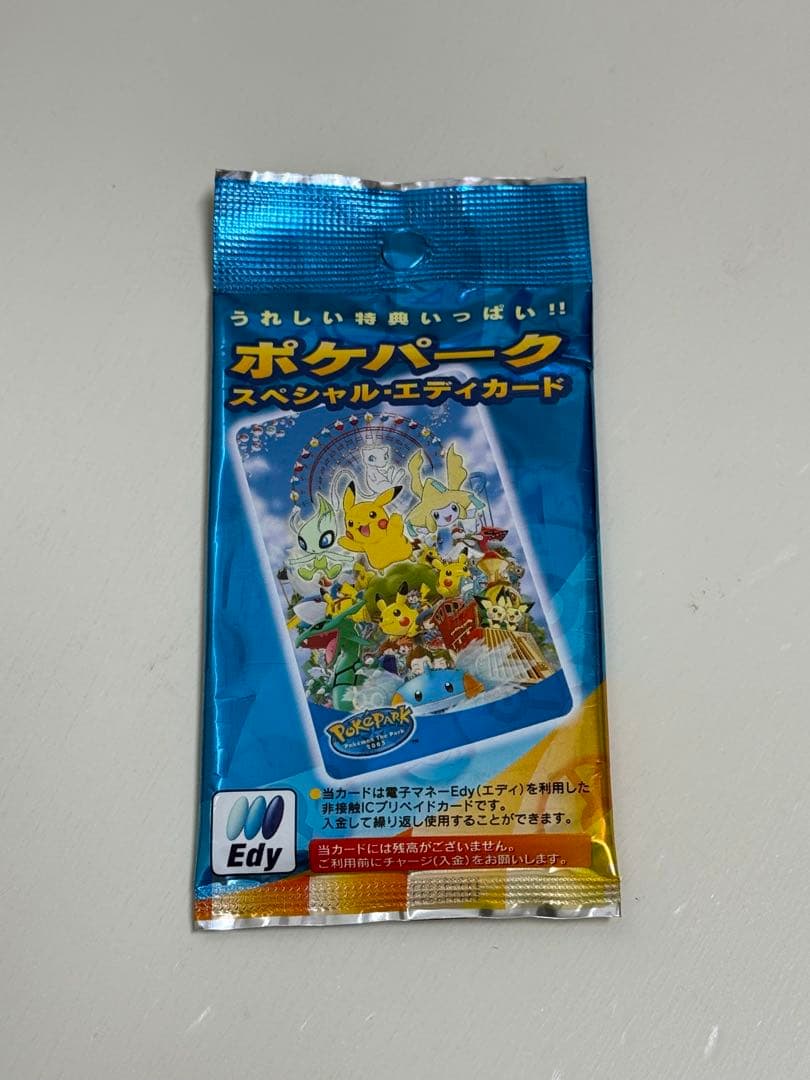 うれしい特典いっぱい!!
ポケパーク
スペシャル・エディカード
POKéPARK
Pokémon The Park
2005
TM
●当カードは電子マネーEdy(エディ)を利用した
非接触ICプリペイドカードです。
入金して繰り返し使用することができます。
Edy
当カードには残高がございません。
ご利用前にチャージ(入金)をお願いします。